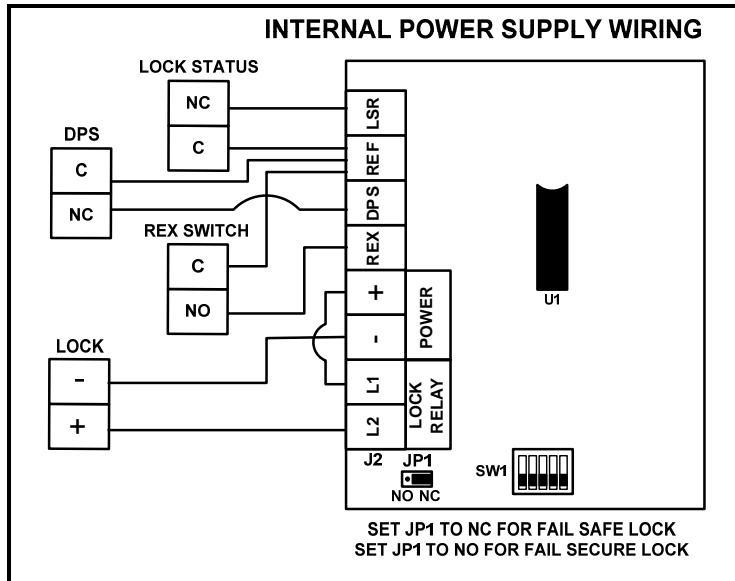 INTERNAL POWER SUPPLY WIRING
LOCK STATUS
NC
C
DPS
C
NC
REX SWITCH
C
NO
LOCK
-
+
LSR
REF
DPS
REX
+
-
L1
L2
POWER
LOCK
RELAY
J2
JP1
NO NC
U1
SW1
SET JP1 TO NC FOR FAIL SAFE LOCK
SET JP1 TO NO FOR FAIL SECURE LOCK